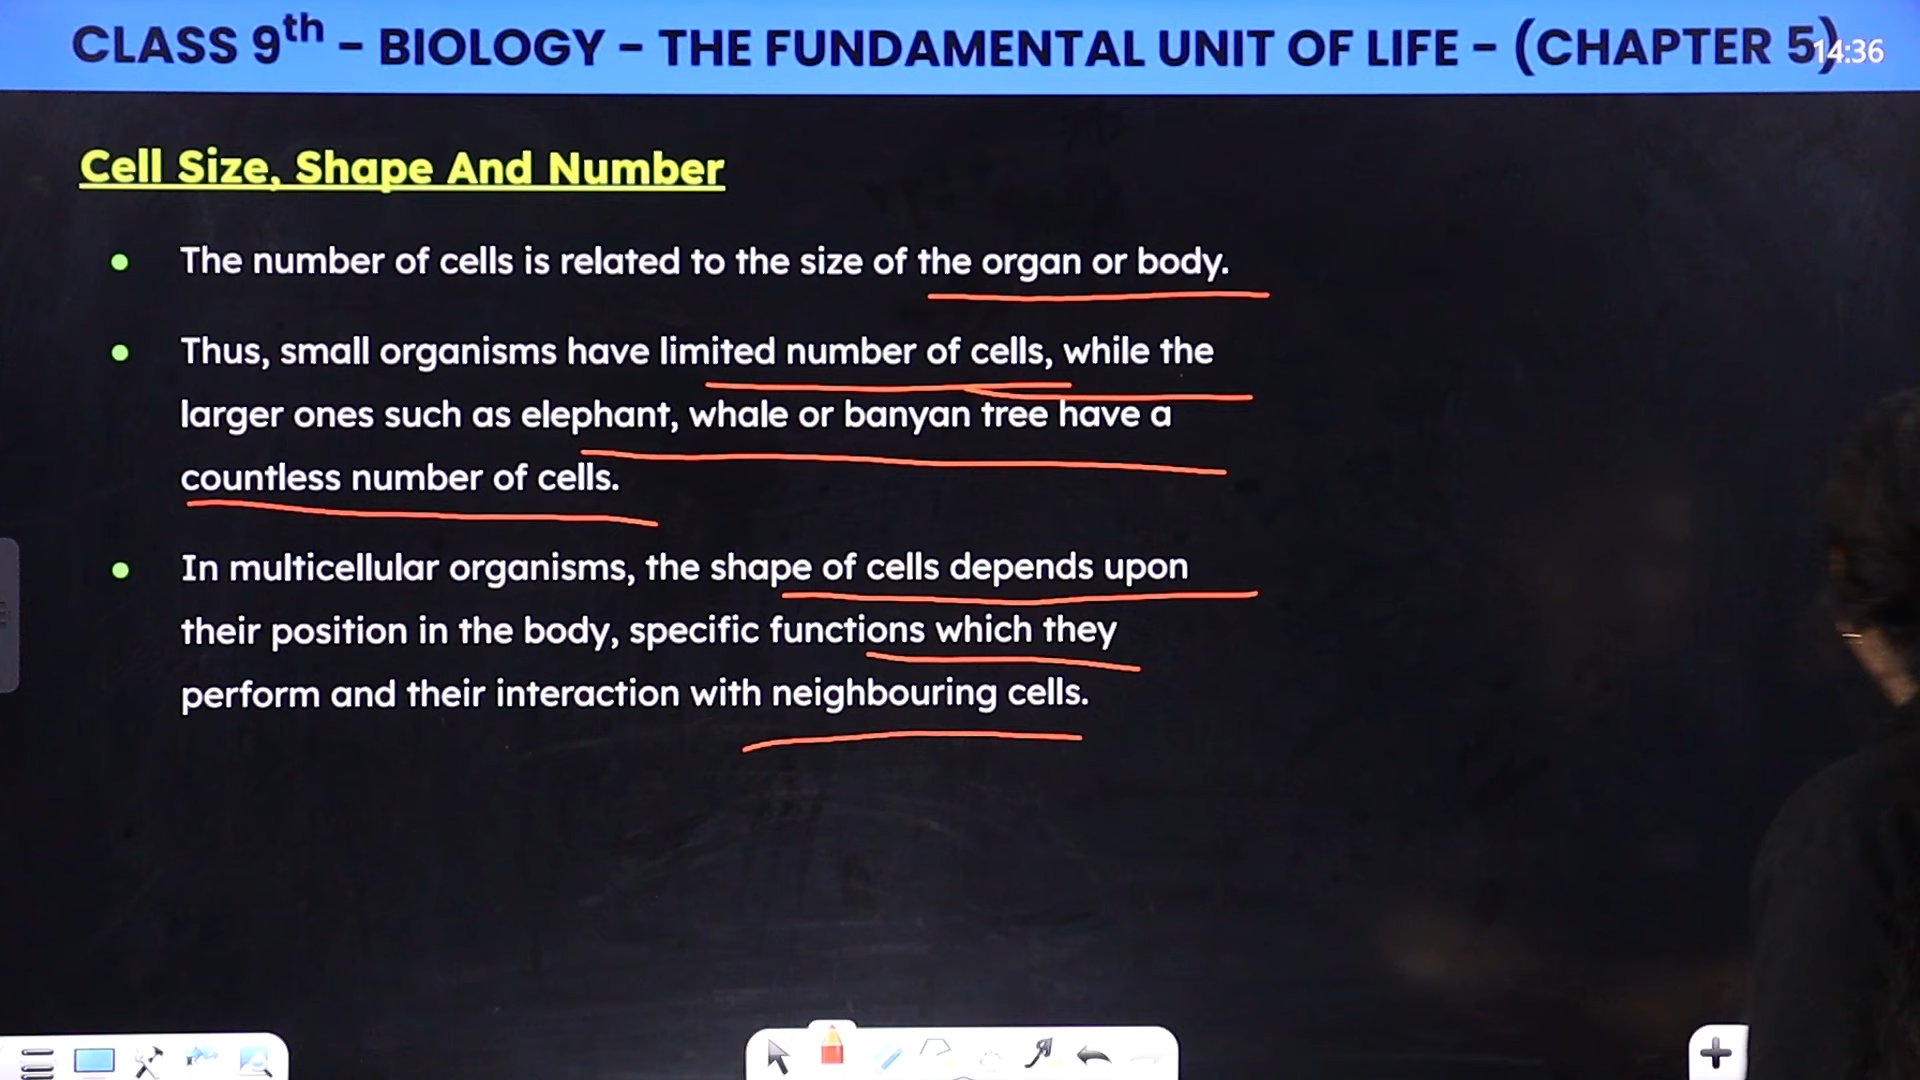 CLASS 9th – BIOLOGY – THE FUNDAMENTAL UNIT OF LIFE – (CHAPTER 5)
14:36
Cell Size, Shape And Number
The number of cells is related to the size of the organ or body.
Thus, small organisms have limited number of cells, while the
larger ones such as elephant, whale or banyan tree have a
countless number of cells.
In multicellular organisms, the shape of cells depends upon
their position in the body, specific functions which they
perform and their interaction with neighbouring cells.